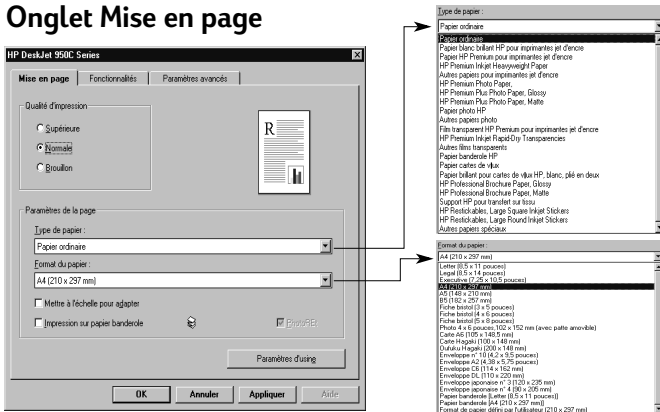 Onglet Mise en page
HP DeskJet 950C Series
Mise en page
Fonctionnalités
Paramètres avancés
Qualité d'impression
Supérieure
Normale
Brouillon
R
Paramètres de la page
Type de papier :
Papier ordinaire
Format du papier :
A4 (210 x 297 mm)
Mettre à l'échelle pour adapter
Impression sur papier banderole
PhotoREt
Paramètres d'usine
OK
Annuler
Appliquer
Aide
Type de papier :
Papier ordinaire
Papier ordinaire
Papier blanc brillant HP pour imprimantes jet d'encre
Papier HP Premium pour imprimantes jet d'encre
HP Premium Inkjet Heavyweight Paper
Autres papiers pour imprimantes jet d'encre
HP Premium Photo Paper,
HP Premium Plus Photo Paper, Glossy
HP Premium Plus Photo Paper, Matte
Papier photo HP
Autres papiers photo
Film transparent HP Premium pour imprimantes jet d'encre
HP Premium Inkjet Rapid-Dry Transparencies
Autres films transparents
Papier banderole HP
Papier cartes de vœux
Papier brillant pour cartes de vœux HP, blanc, plié en deux
HP Professional Brochure Paper, Glossy
HP Professional Brochure Paper, Matte
Support HP pour transfert sur tissu
HP Restickables, Large Square Inkjet Stickers
HP Restickables, Large Round Inkjet Stickers
Autres papiers spéciaux
Format du papier :
A4 (210 x 297 mm)
Letter (8,5 x 11 pouces)
Legal (8,5 x 14 pouces)
Executive (7,25 x 10,5 pouces)
A4 (210 x 297 mm)
A5 (148 x 210 mm)
B5 (182 x 257 mm)
Fiche bristol (3 x 5 pouces)
Fiche bristol (4 x 6 pouces)
Fiche bristol (5 x 8 pouces)
Photo 4 x 6 pouces,102 x 152 mm (avec patte amovible)
Carte A6 (105 x 148,5 mm)
Carte Hagaki (100 x 148 mm)
Oufuku Hagaki (200 x 148 mm)
Enveloppe n° 10 (4,2 x 9,5 pouces)
Enveloppe A2 (4,38 x 5,75 pouces)
Enveloppe C6 (114 x 162 mm)
Enveloppe DL (110 x 220 mm)
Enveloppe japonaise n° 3 (120 x 235 mm)
Enveloppe japonaise n° 4 (90 x 205 mm)
Papier banderole [Letter (8,5 x 11 pouces)]
Papier banderole [A4 (210 x 297 mm)]
Format de papier défini par l'utilisateur (210 x 297 mm)